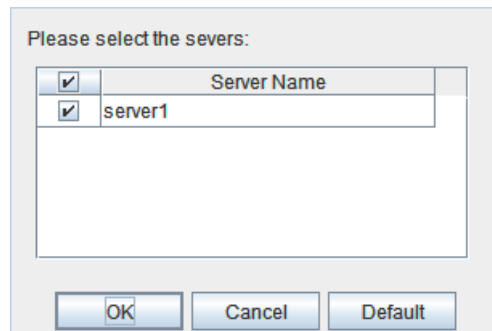 Please select the severs:
Server Name
server1
OK Cancel Default